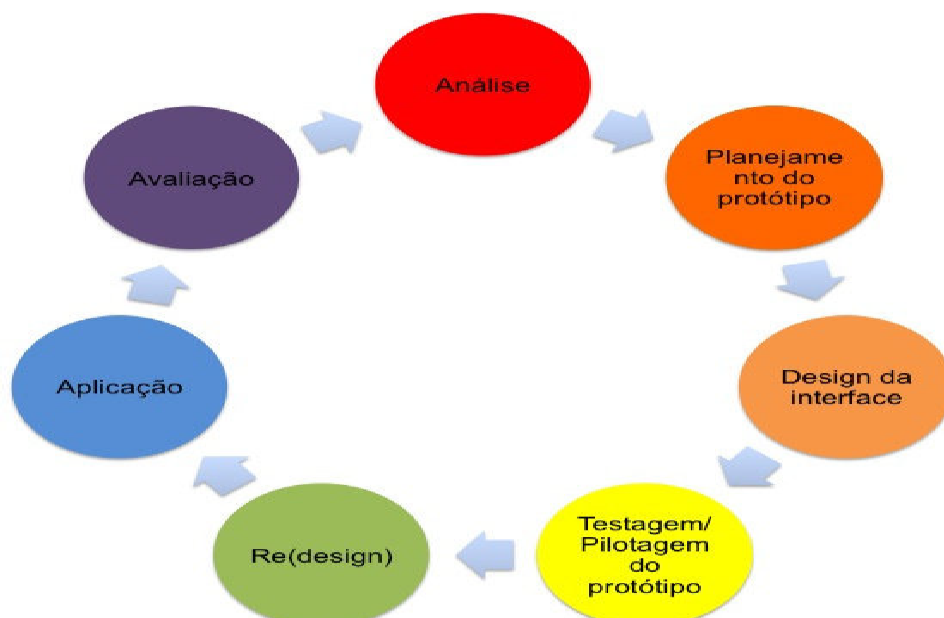 Análise
Planejame
nto do
protótipo
Design da
interface
Testagem/
Pilotagem
do
protótipo
Re(design)
Aplicação
Avaliação